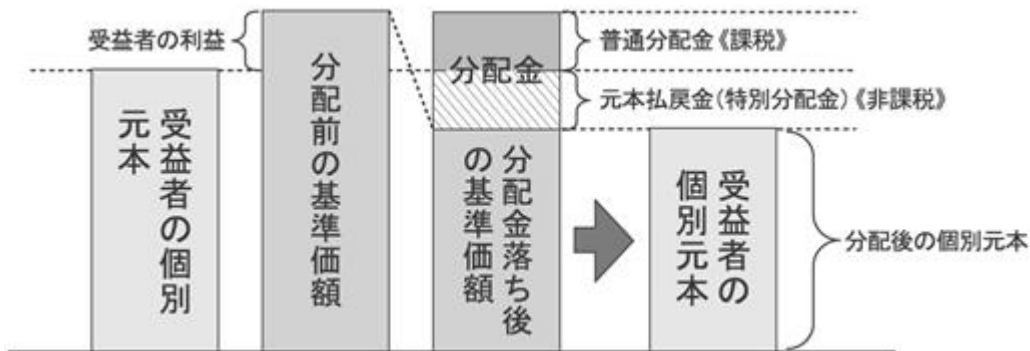 受益者の利益
受益者の個別
元本
分配前の基準価額
分配金
分配金落ち後
の基準価額
普通分配金《課税》
元本払戻金(特別分配金)《非課税》
受益者の
個別元本
分配後の個別元本